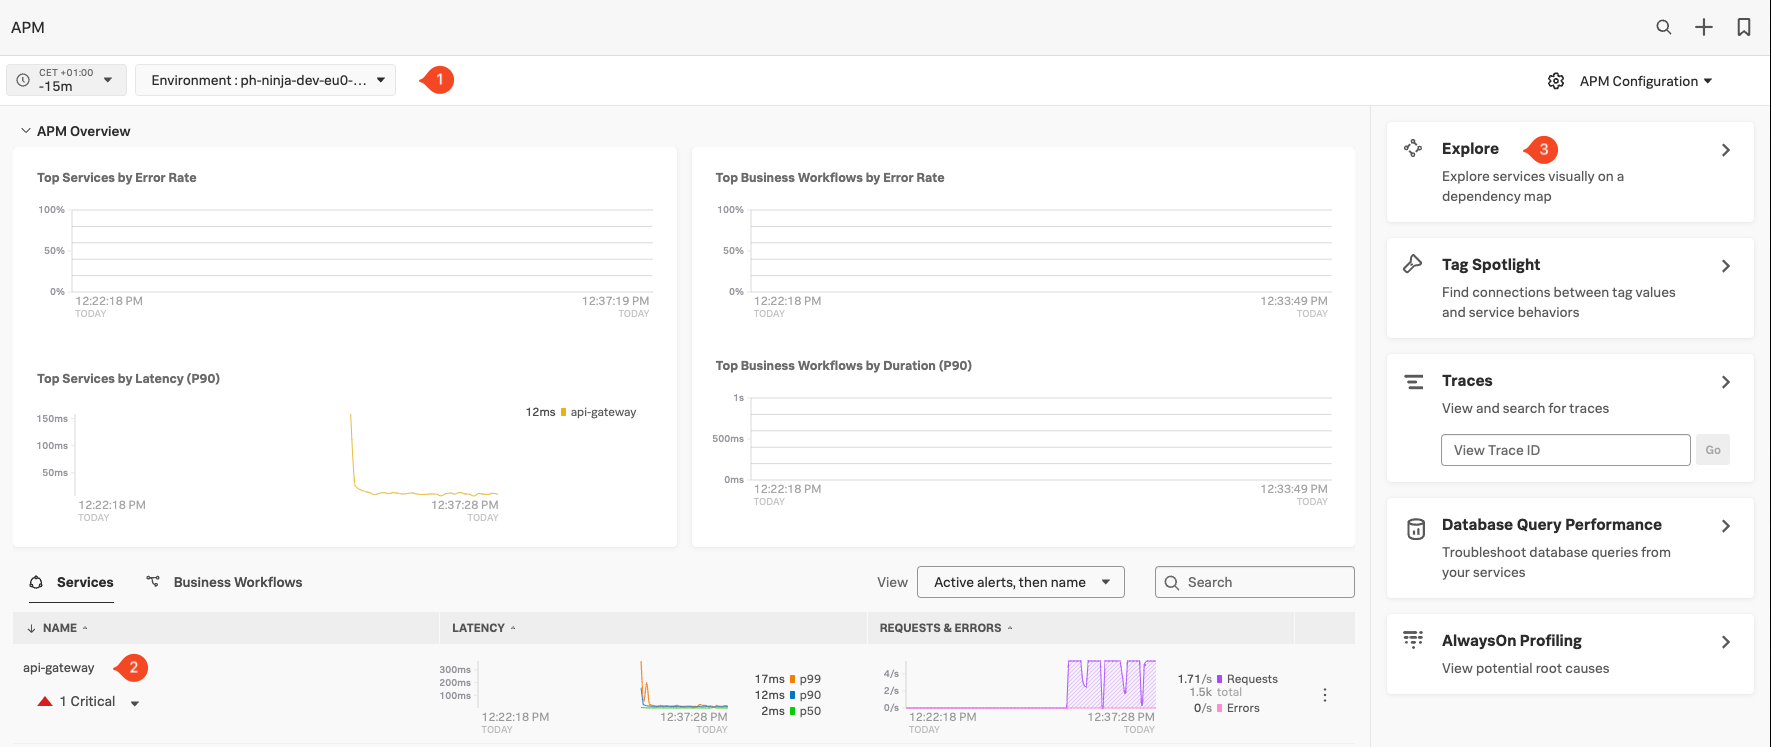 APM
CET +01:00
-15m
Environment : ph-ninja-dev-eu0-...
1
APM Configuration
APM Overview
Top Services by Error Rate
100%
50%
0%
12:22:18 PM
TODAY
12:37:19 PM
TODAY
Top Business Workflows by Error Rate
100%
50%
0%
12:22:18 PM
TODAY
12:33:49 PM
TODAY
Top Services by Latency (P90)
150ms
100ms
50ms
12ms api-gateway
12:22:18 PM
TODAY
12:37:28 PM
TODAY
Top Business Workflows by Duration (P90)
1s
500ms
0ms
12:22:18 PM
TODAY
12:33:49 PM
TODAY
Explore
3
Explore services visually on a
dependency map
Tag Spotlight
Find connections between tag values
and service behaviors
Traces
View and search for traces
View Trace ID
Go
Database Query Performance
Troubleshoot database queries from
your services
AlwaysOn Profiling
View potential root causes
Services
Business Workflows
View
Active alerts, then name
Search
NAME
LATENCY
REQUESTS & ERRORS
api-gateway
2
1 Critical
300ms
200ms
100ms
12:22:18 PM
TODAY
12:37:28 PM
TODAY
17ms p99
12ms p90
2ms p50
4/s
2/s
0/s
12:22:18 PM
TODAY
12:37:28 PM
TODAY
1.71/s Requests
1.5k total
0/s Errors